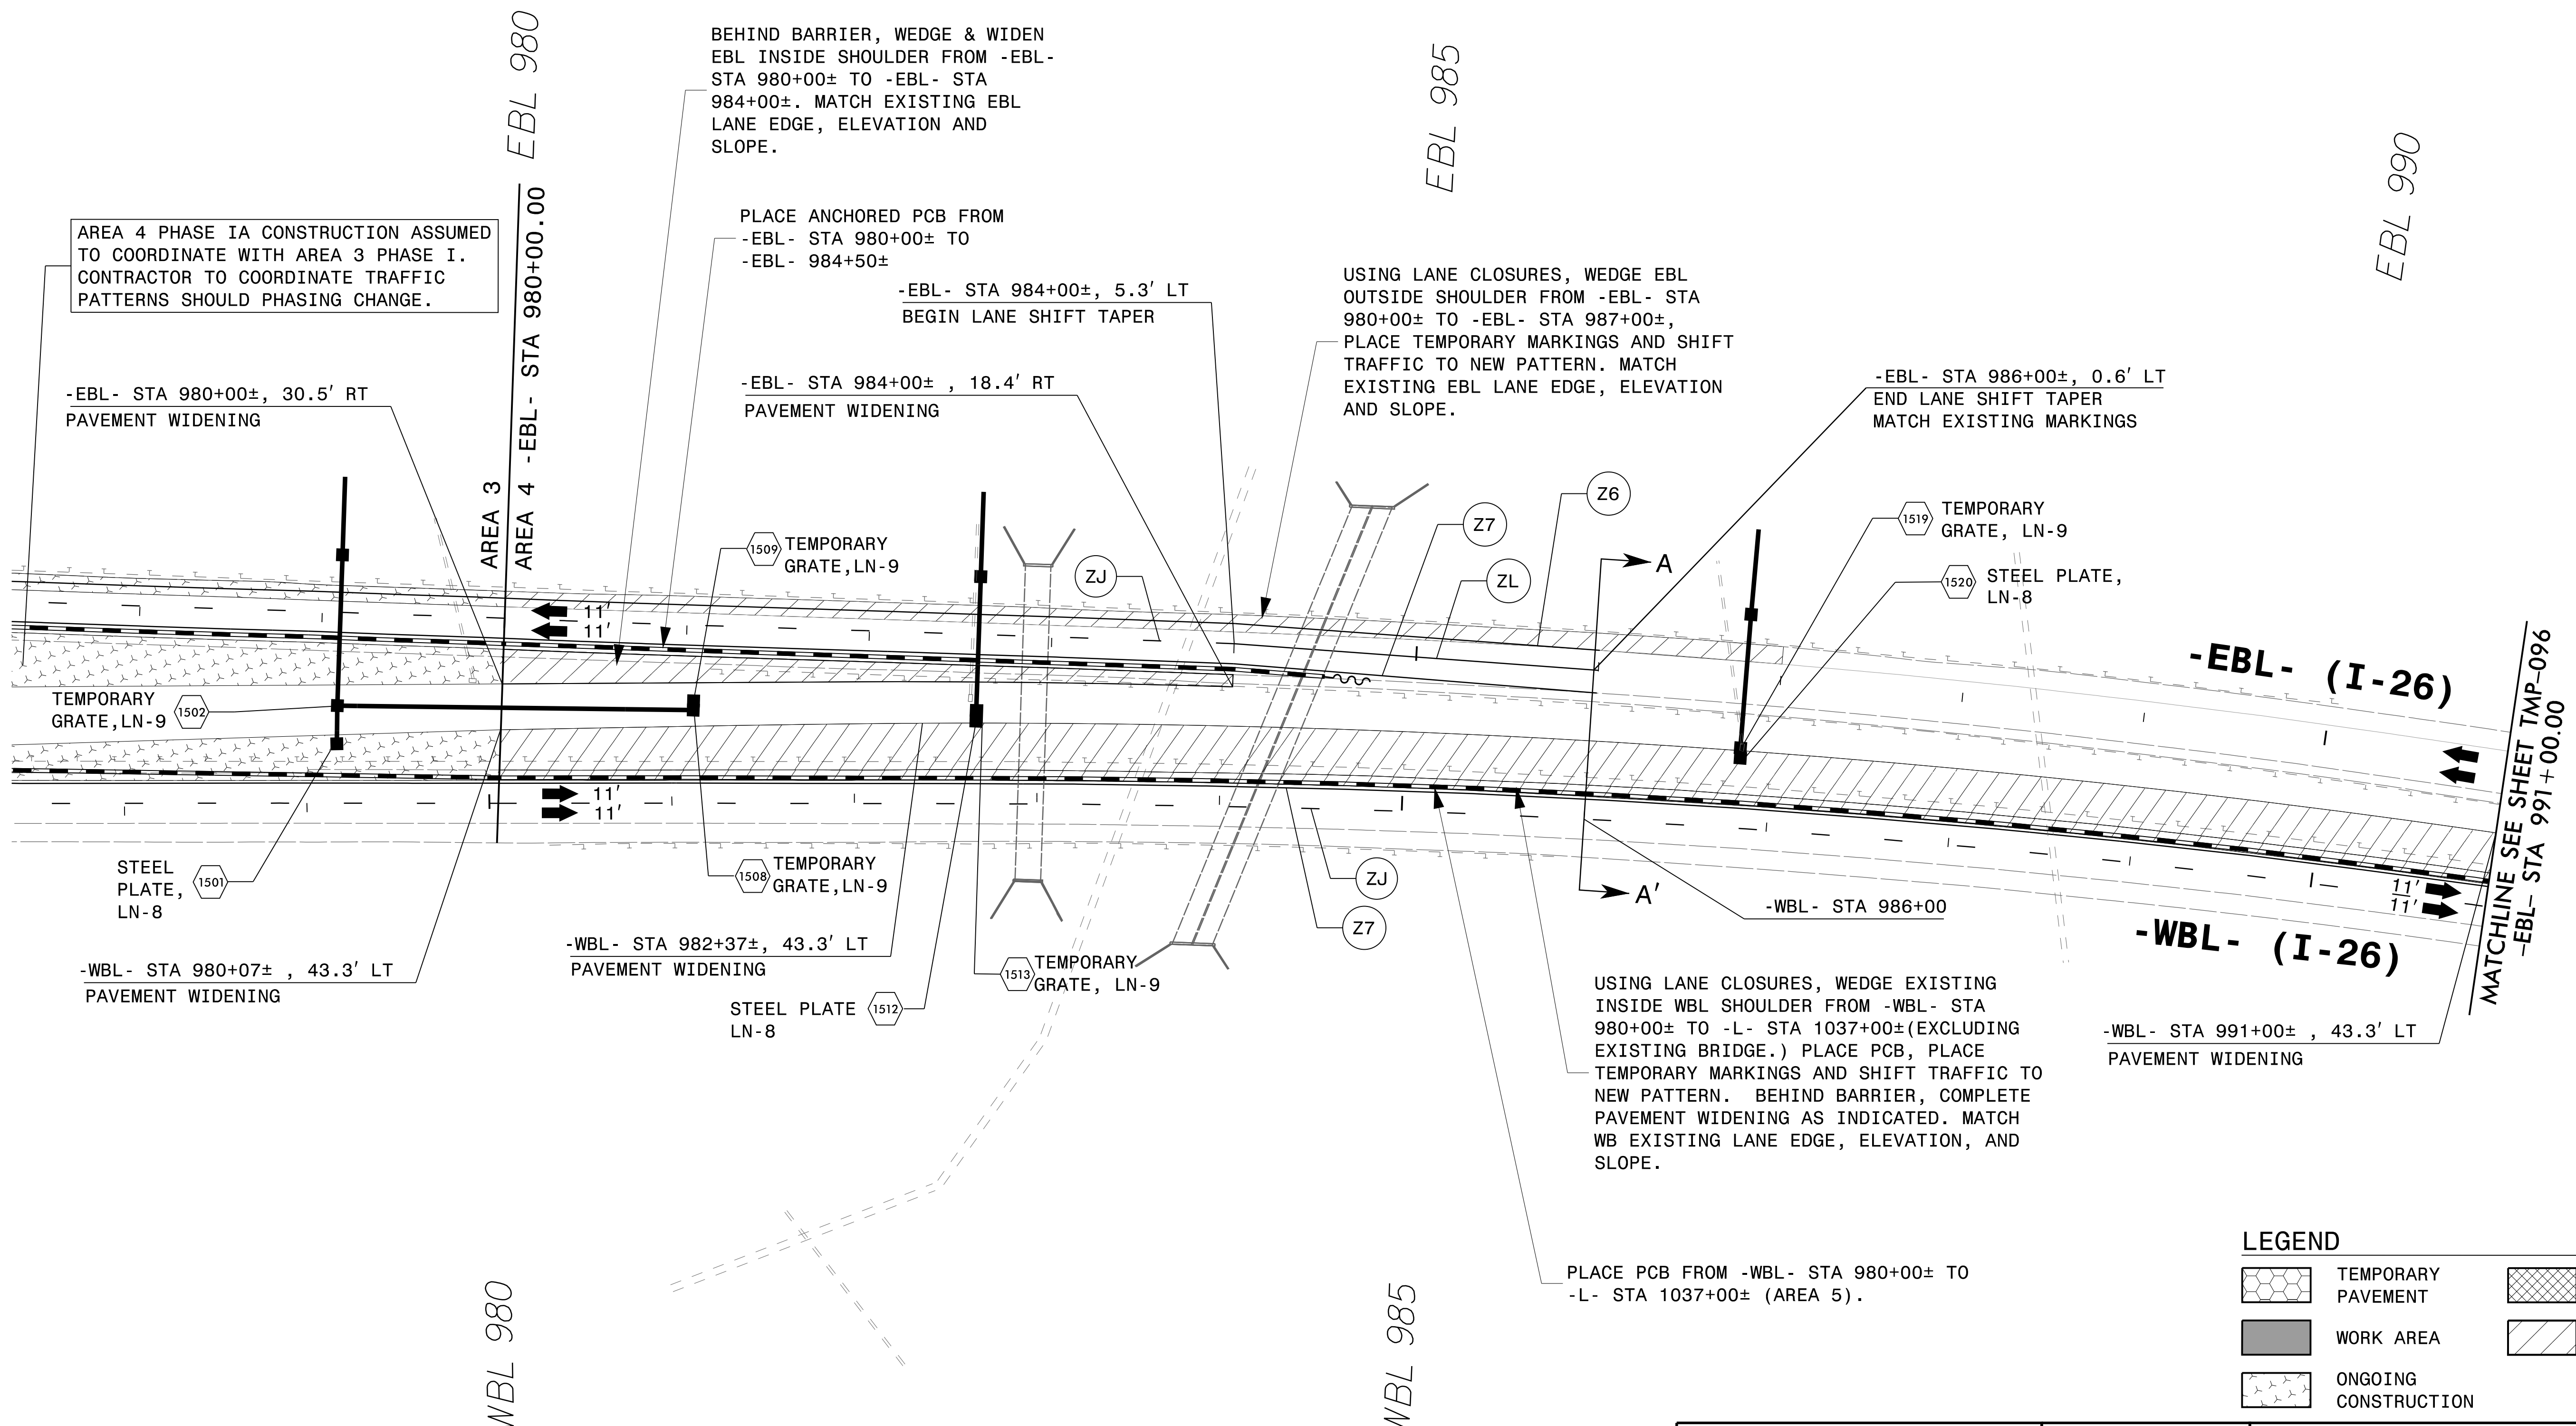 EBL 980
BEHIND BARRIER, WEDGE & WIDEN
EBL INSIDE SHOULDER FROM -EBL-
STA 980+00± TO -EBL- STA
984+00±. MATCH EXISTING EBL
LANE EDGE, ELEVATION AND
SLOPE.
EBL 985
EBL 990
AREA 4 PHASE IA CONSTRUCTION ASSUMED
TO COORDINATE WITH AREA 3 PHASE I.
CONTRACTOR TO COORDINATE TRAFFIC
PATTERNS SHOULD PHASING CHANGE.
AREA 3
AREA 4 -EBL- STA 980+00.00
PLACE ANCHORED PCB FROM
-EBL- STA 980+00± TO
-EBL- 984+50±
-EBL- STA 984+00±, 5.3' LT
BEGIN LANE SHIFT TAPER
USING LANE CLOSURES, WEDGE EBL
OUTSIDE SHOULDER FROM -EBL- STA
980+00± TO -EBL- STA 987+00±,
PLACE TEMPORARY MARKINGS AND SHIFT
TRAFFIC TO NEW PATTERN. MATCH
EXISTING EBL LANE EDGE, ELEVATION
AND SLOPE.
-EBL- STA 980+00±, 30.5' RT
PAVEMENT WIDENING
-EBL- STA 984+00± , 18.4' RT
PAVEMENT WIDENING
-EBL- STA 986+00±, 0.6' LT
END LANE SHIFT TAPER
MATCH EXISTING MARKINGS
1509 TEMPORARY
GRATE,LN-9
ZJ
Z7
Z6
ZL
A
1519 TEMPORARY
GRATE, LN-9
1520 STEEL PLATE,
LN-8
11'
11'
-EBL- (I-26)
TEMPORARY
GRATE,LN-9 1502
11'
11'
11'
11'
MATCHLINE SEE SHEET TMP-096
-EBL- STA 991+00.00
STEEL
PLATE,
LN-8
1501
1508 TEMPORARY
GRATE,LN-9
ZJ
Z7
A'
-WBL- STA 986+00
-WBL- (I-26)
-WBL- STA 980+07± , 43.3' LT
PAVEMENT WIDENING
-WBL- STA 982+37±, 43.3' LT
PAVEMENT WIDENING
1513 TEMPORARY
GRATE, LN-9
STEEL PLATE 1512
LN-8
USING LANE CLOSURES, WEDGE EXISTING
INSIDE WBL SHOULDER FROM -WBL- STA
980+00± TO -L- STA 1037+00±(EXCLUDING
EXISTING BRIDGE.) PLACE PCB, PLACE
TEMPORARY MARKINGS AND SHIFT TRAFFIC TO
NEW PATTERN. BEHIND BARRIER, COMPLETE
PAVEMENT WIDENING AS INDICATED. MATCH
WB EXISTING LANE EDGE, ELEVATION, AND
SLOPE.
-WBL- STA 991+00± , 43.3' LT
PAVEMENT WIDENING
PLACE PCB FROM -WBL- STA 980+00± TO
-L- STA 1037+00± (AREA 5).
WBL 980
WBL 985
LEGEND
TEMPORARY
PAVEMENT
WORK AREA
ONGOING
CONSTRUCTION